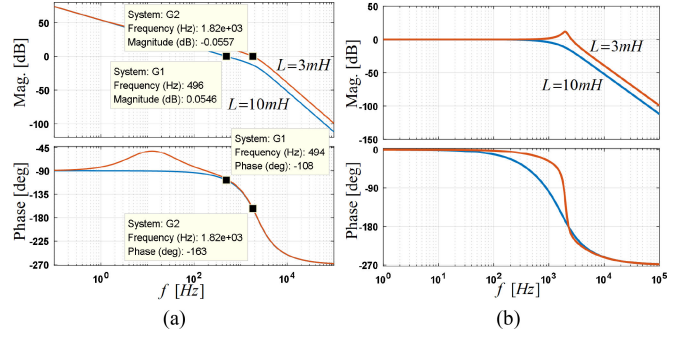 50
0
-50
-100
Mag. [dB]
System: G2
Frequency (Hz): 1.82e+03
Magnitude (dB): -0.0557
System: G1
Frequency (Hz): 496
Magnitude (dB): 0.0546
L=3mH
L=10mH
-45
-90
-135
-180
-225
-270
Phase [deg]
System: G1
Frequency (Hz): 494
Phase (deg): -108
System: G2
Frequency (Hz): 1.82e+03
Phase (deg): -163
10^0
10^2
10^4
f [Hz]
(a)
50
0
-50
-100
-150
Mag. [dB]
L=3mH
L=10mH
0
-90
-180
-270
Phase [deg]
10^0
10^1
10^2
10^3
10^4
10^5
f [Hz]
(b)